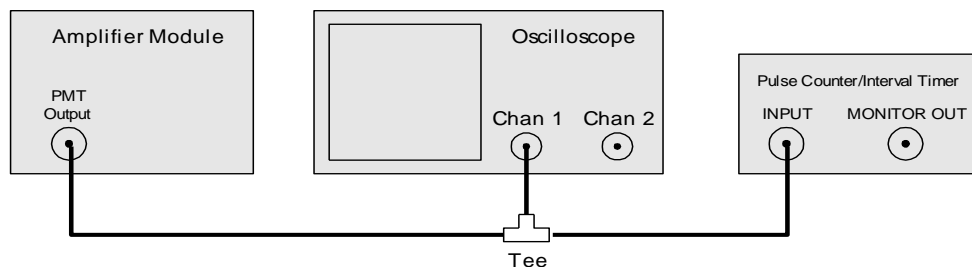 Amplifier Module
PMT
Output
Oscilloscope
Chan 1
Chan 2
Pulse Counter/Interval Timer
INPUT
MONITOR OUT
Tee